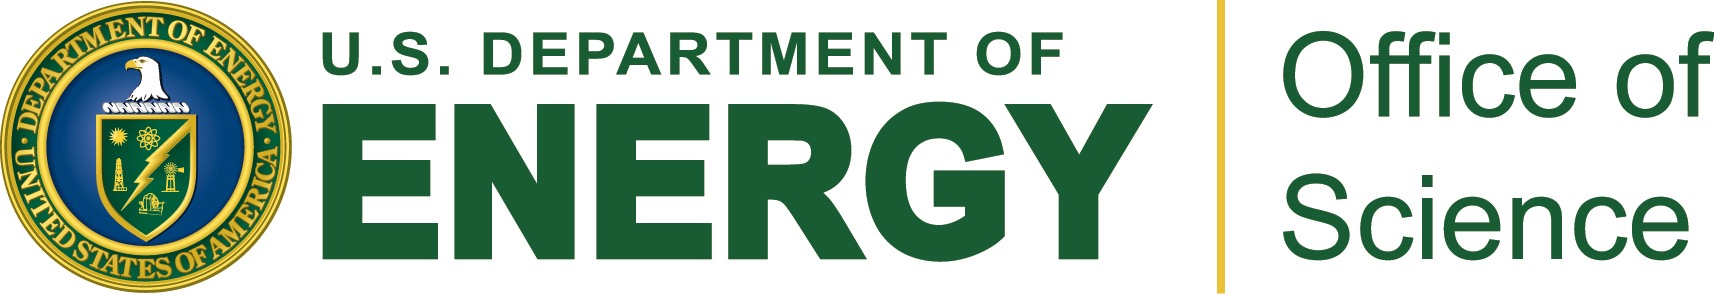 DEPARTMENT OF ENERGY
UNITED STATES OF AMERICA
U.S. DEPARTMENT OF
ENERGY
Office of
Science